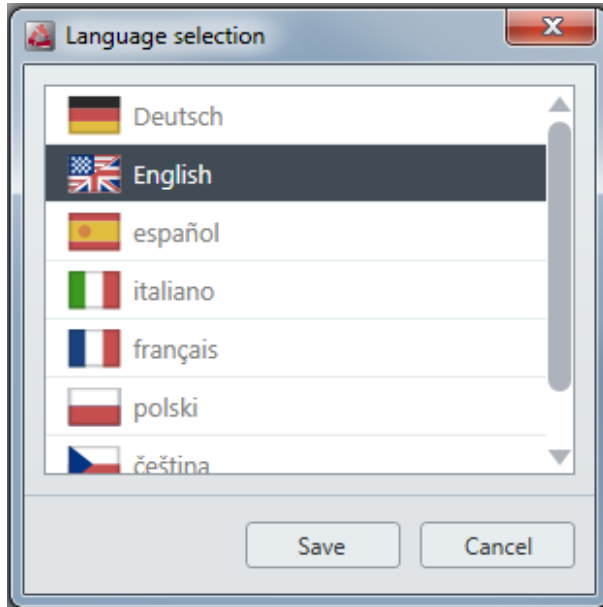 Language selection
Deutsch
English
español
italiano
français
polski
čeština
Save
Cancel